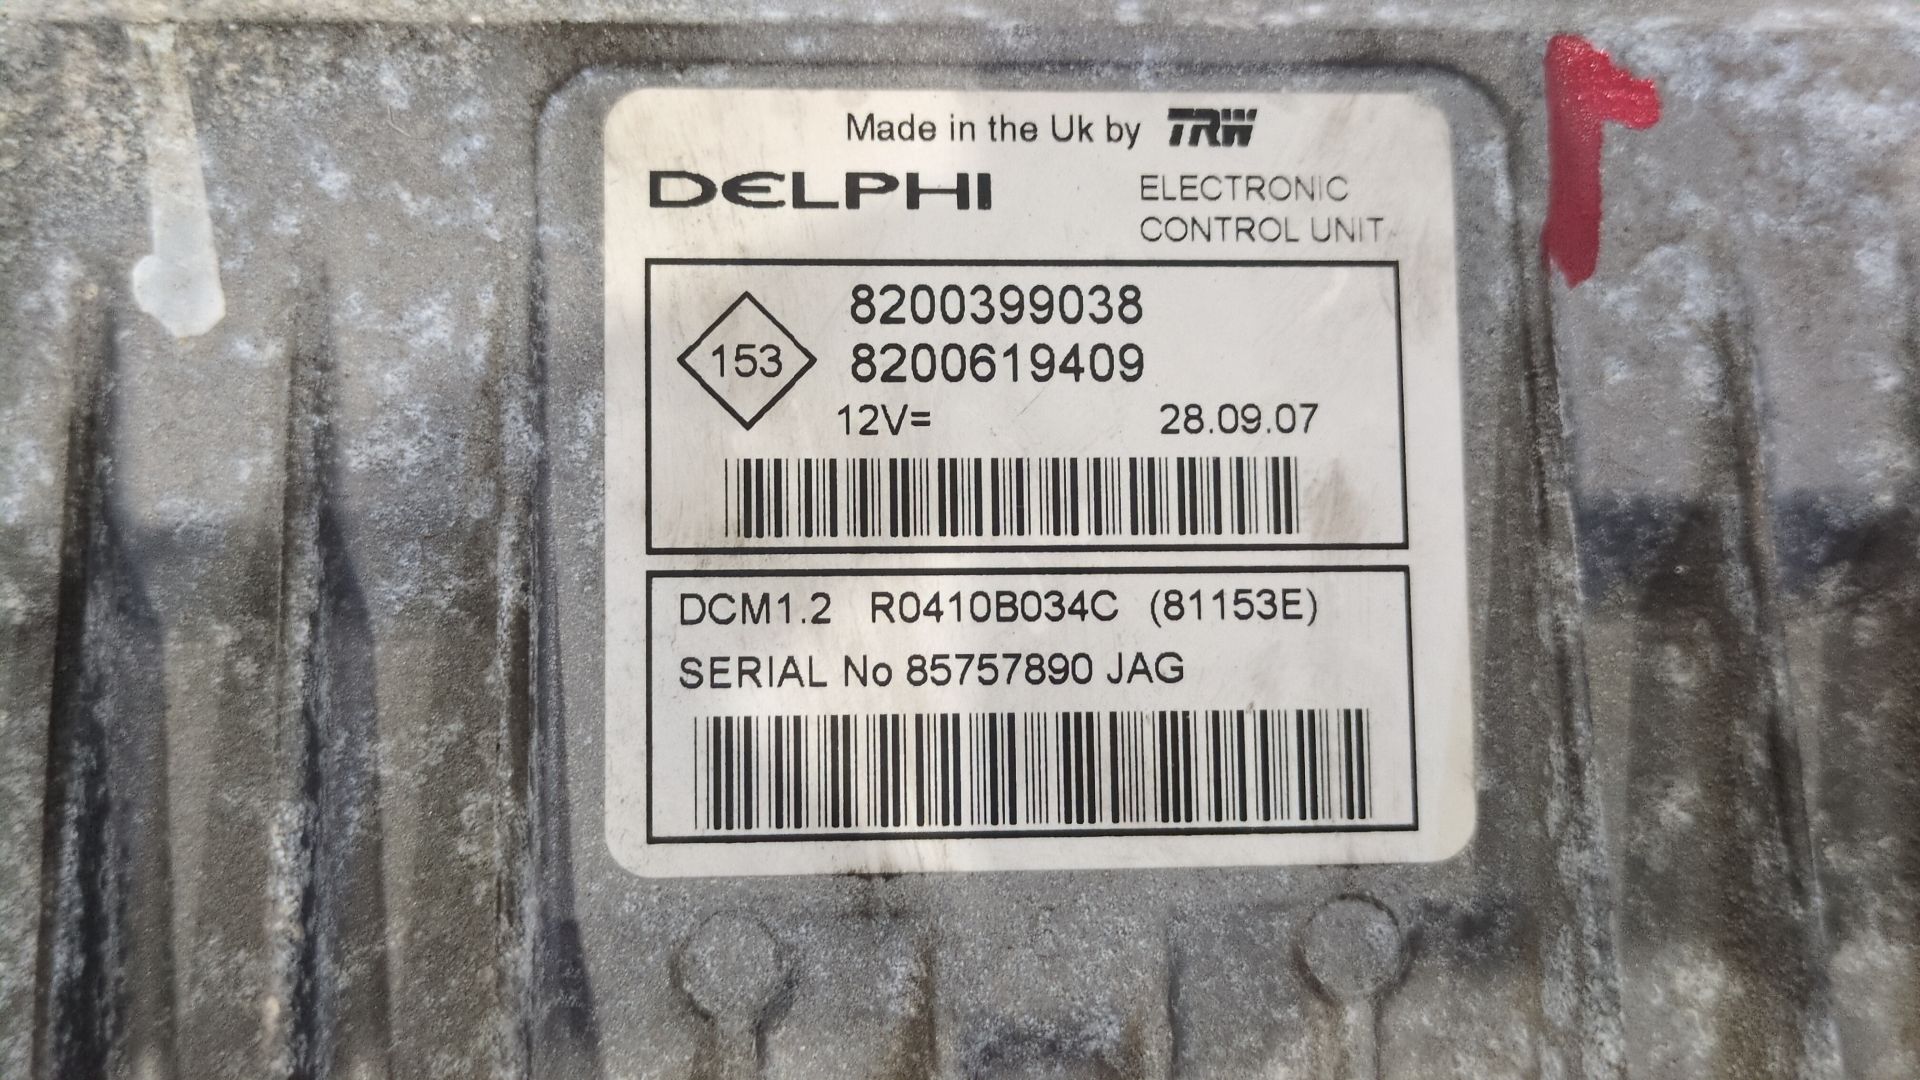 Made in the Uk by TRW
DELPHI
ELECTRONIC
CONTROL UNIT
8200399038
153
8200619409
12V= 28.09.07
DCM1.2 R0410B034C (81153E)
SERIAL No 85757890 JAG
1